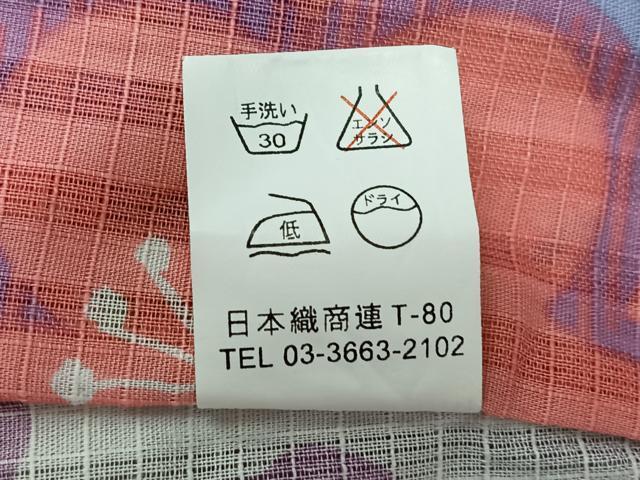 手洗い
30
エンソ
サラシ
低
ドライ
日本織商連 T-80
TEL 03-3663-2102